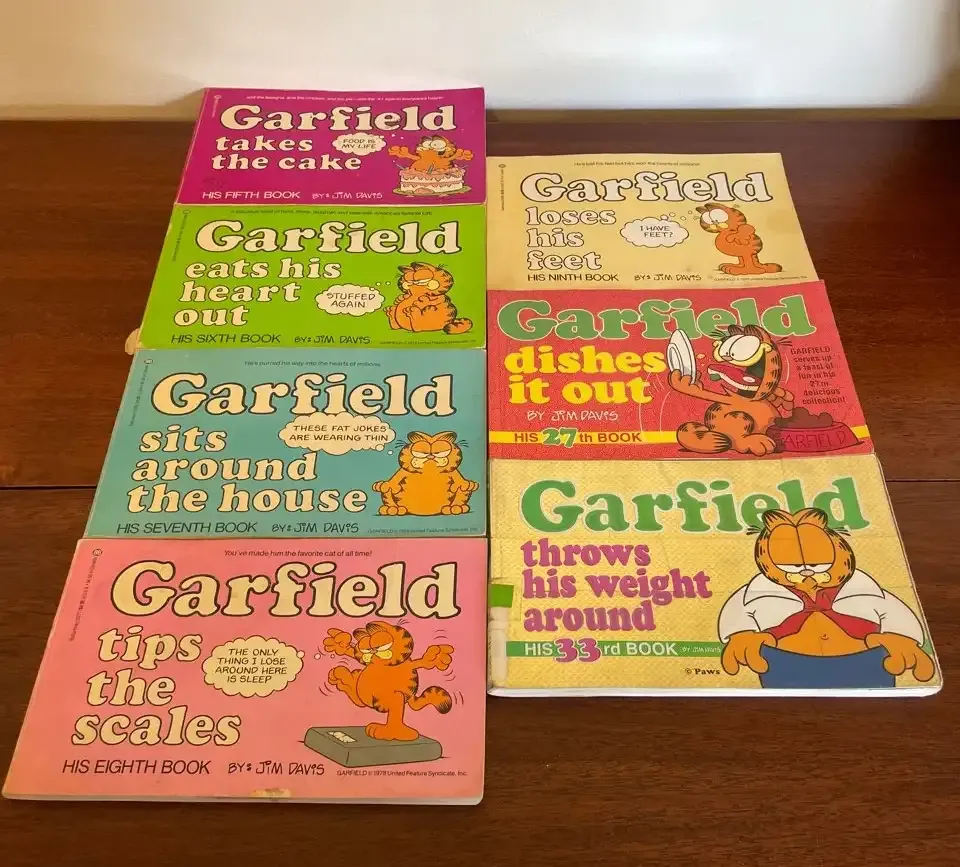 Garfield
takes
the cake
FOOD IS
MY LIFE
HIS FIFTH BOOK BY: JIM DAVIS
Garfield
eats his
heart
out
STUFFED
AGAIN
HIS SIXTH BOOK BY: JIM DAVIS
He's purred his way into the hearts of millions.
Garfield
sits
around
the house
THESE FAT JOKES
ARE WEARING THIN
HIS SEVENTH BOOK BY: JIM DAVIS
You've made him the favorite cat of all time!
Garfield
tips
the
scales
THE ONLY
THING I LOSE
AROUND HERE
IS SLEEP
HIS EIGHTH BOOK BY: JIM DAVIS GARFIELD © 1978 United Feature Syndicate, Inc.
Garfield
loses
his
feet
I HAVE
FEET?
HIS NINTH BOOK BY: JIM DAVIS
Garfield
dishes
it out
BY JIM DAVIS
HIS 27th BOOK
GARFIELD
serves up
a feast of
fun in his
27th
delicious
collection!
GARFIELD
Garfield
throws
his weight
around
HIS 33rd BOOK BY JIM DAVIS
© Paws